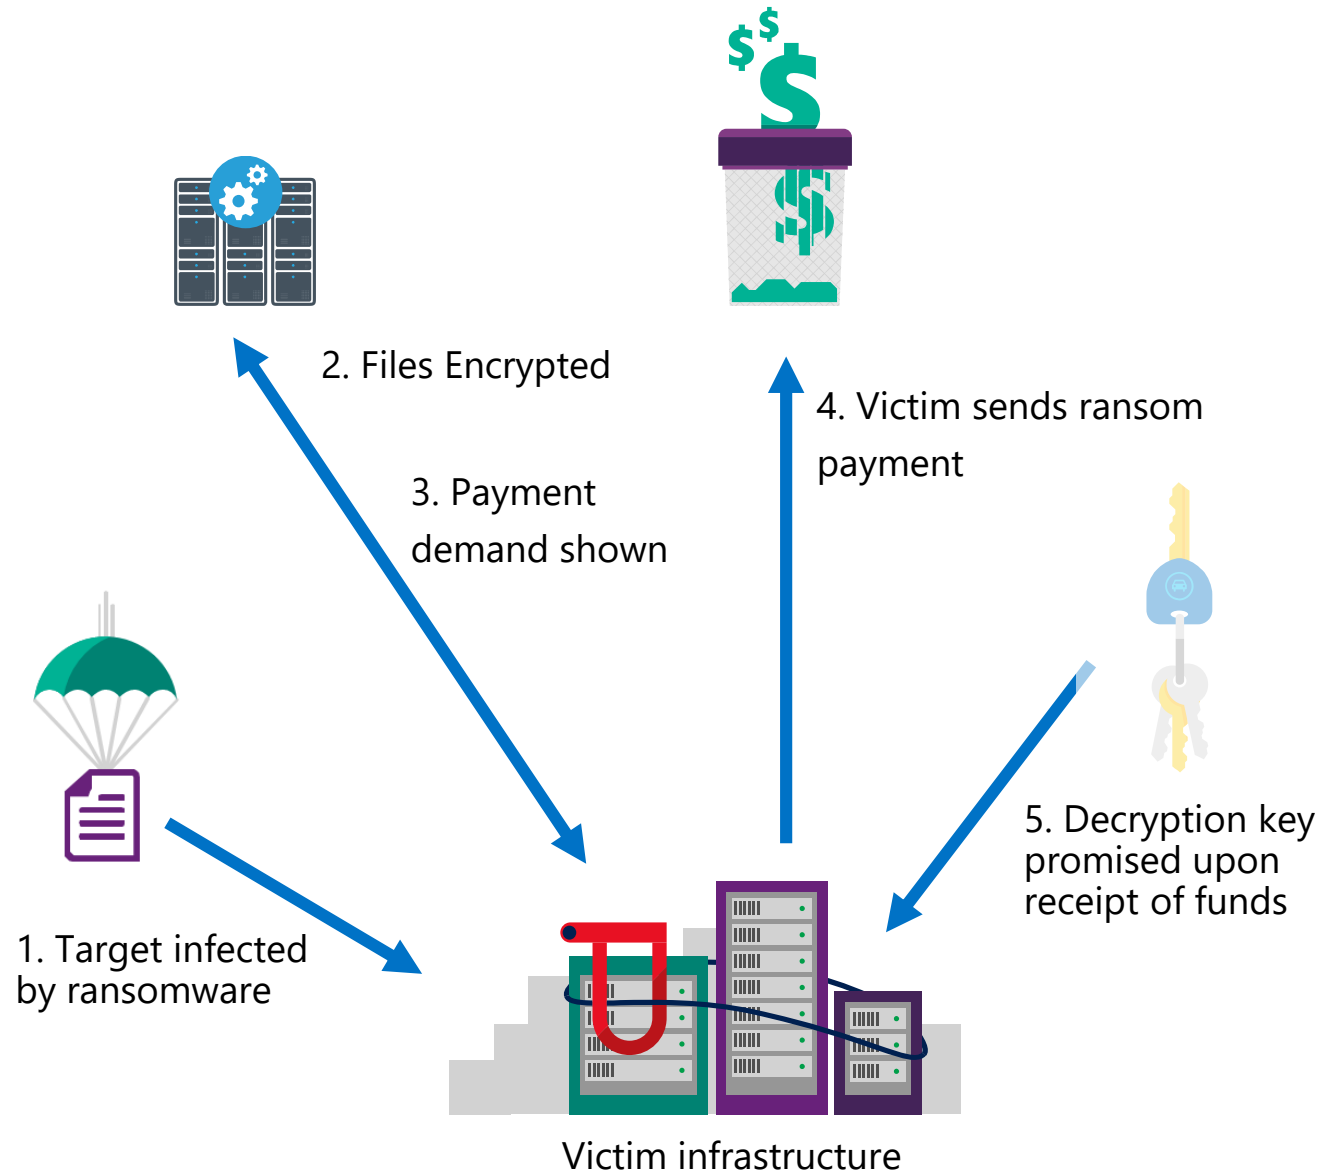 2. Files Encrypted
3. Payment
demand shown
4. Victim sends ransom
payment
1. Target infected
by ransomware
5. Decryption key
promised upon
receipt of funds
Victim infrastructure